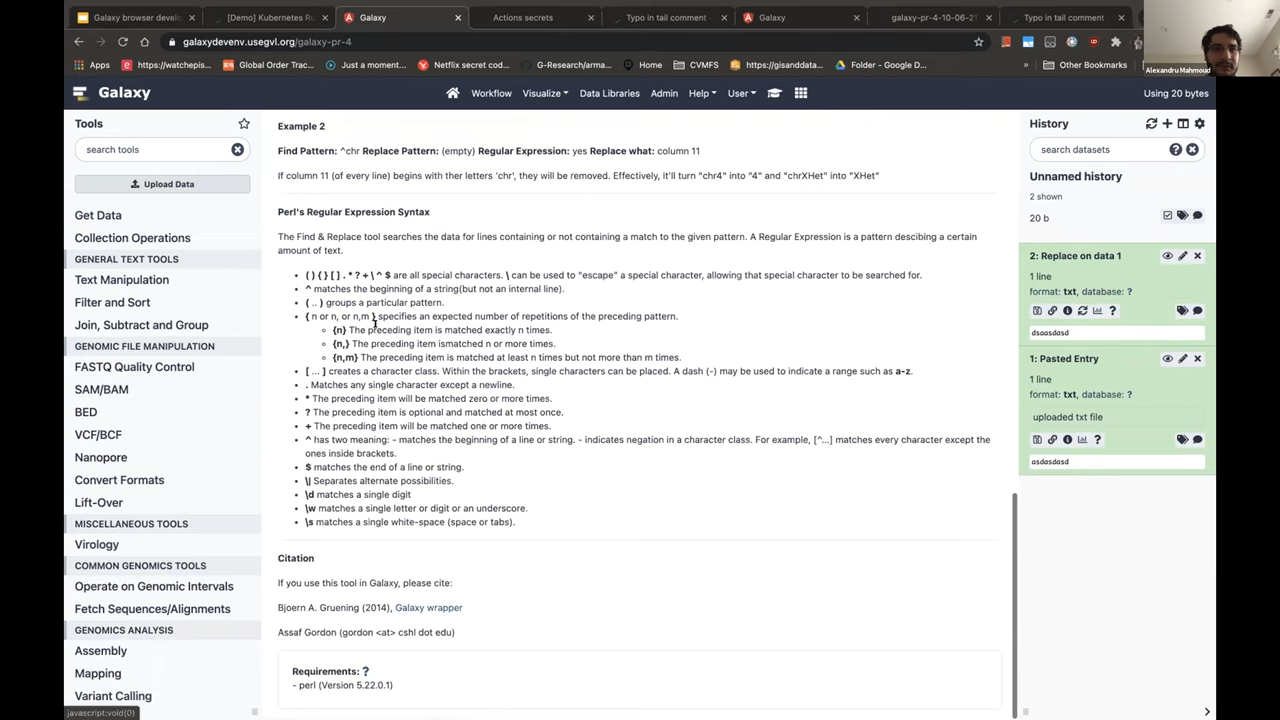 Galaxy browser develo
[Demo] Kubernetes Ru
Galaxy
Actions secrets
Typo in tail comment
Galaxy
galaxy-pr-4-10-06-21
Typo in tail comment
galaxydevenv.usegvl.org/galaxy-pr-4
Apps
https://watchepis...
Global Order Trac...
Just a moment...
Netflix secret cod...
G-Research/arma...
Home
CVMFS
https://gisanddata...
Folder - Google D...
»
Other Bookmarks
Alexandru Mahmoud
Galaxy
Workflow
Visualize
Data Libraries
Admin
Help
User
Using 20 bytes
Tools
search tools
Upload Data
Get Data
Collection Operations
GENERAL TEXT TOOLS
Text Manipulation
Filter and Sort
Join, Subtract and Group
GENOMIC FILE MANIPULATION
FASTQ Quality Control
SAM/BAM
BED
VCF/BCF
Nanopore
Convert Formats
Lift-Over
MISCELLANEOUS TOOLS
Virology
COMMON GENOMICS TOOLS
Operate on Genomic Intervals
Fetch Sequences/Alignments
GENOMICS ANALYSIS
Assembly
Mapping
Variant Calling
javascript:void(0)
Example 2
Find Pattern: ^chr Replace Pattern: (empty) Regular Expression: yes Replace what: column 11
If column 11 (of every line) begins with ther letters 'chr', they will be removed. Effectively, it'll turn "chr4" into "4" and "chrXHet" into "XHet"
Perl's Regular Expression Syntax
The Find & Replace tool searches the data for lines containing or not containing a match to the given pattern. A Regular Expression is a pattern descibing a certain
amount of text.
• ( ) { } [ ] . * ? + \ ^ $ are all special characters. \ can be used to "escape" a special character, allowing that special character to be searched for.
• ^ matches the beginning of a string(but not an internal line).
• ( .. ) groups a particular pattern.
• { n or n, or n,m } specifies an expected number of repetitions of the preceding pattern.
◦ {n} The preceding item is matched exactly n times.
◦ {n,} The preceding item ismatched n or more times.
◦ {n,m} The preceding item is matched at least n times but not more than m times.
• [ ... ] creates a character class. Within the brackets, single characters can be placed. A dash (-) may be used to indicate a range such as a-z.
• . Matches any single character except a newline.
• * The preceding item will be matched zero or more times.
• ? The preceding item is optional and matched at most once.
• + The preceding item will be matched one or more times.
• ^ has two meaning: - matches the beginning of a line or string. - indicates negation in a character class. For example, [^...] matches every character except the
ones inside brackets.
• $ matches the end of a line or string.
• \| Separates alternate possibilities.
• \d matches a single digit
• \w matches a single letter or digit or an underscore.
• \s matches a single white-space (space or tabs).
Citation
If you use this tool in Galaxy, please cite:
Bjoern A. Gruening (2014), Galaxy wrapper
Assaf Gordon (gordon <at> cshl dot edu)
Requirements: ?
- perl (Version 5.22.0.1)
History
search datasets
Unnamed history
2 shown
20 b
2: Replace on data 1
1 line
format: txt, database: ?
dsaasdasd
1: Pasted Entry
1 line
format: txt, database: ?
uploaded txt file
asdasdasd